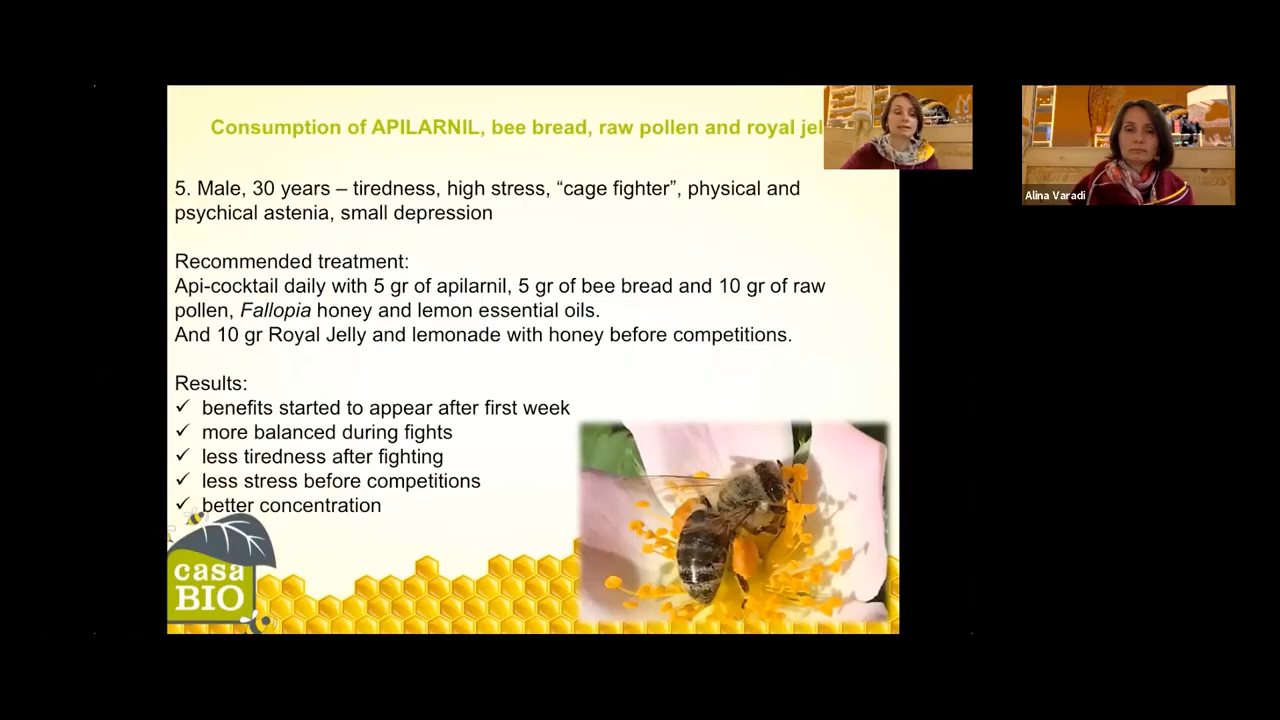 Consumption of APILARNIL, bee bread, raw pollen and royal jel
5. Male, 30 years – tiredness, high stress, “cage fighter”, physical and
psychical astenia, small depression
Recommended treatment:
Api-cocktail daily with 5 gr of apilarnil, 5 gr of bee bread and 10 gr of raw
pollen, Fallopia honey and lemon essential oils.
And 10 gr Royal Jelly and lemonade with honey before competitions.
Results:
✓ benefits started to appear after first week
✓ more balanced during fights
✓ less tiredness after fighting
✓ less stress before competitions
✓ better concentration
casa
BIO
Alina Varadi